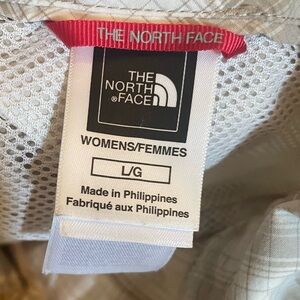 THE NORTH FACE
THE
NORTH
®FACE
WOMENS/FEMMES
L/G
Made in Philippines
Fabriqué aux Philippines